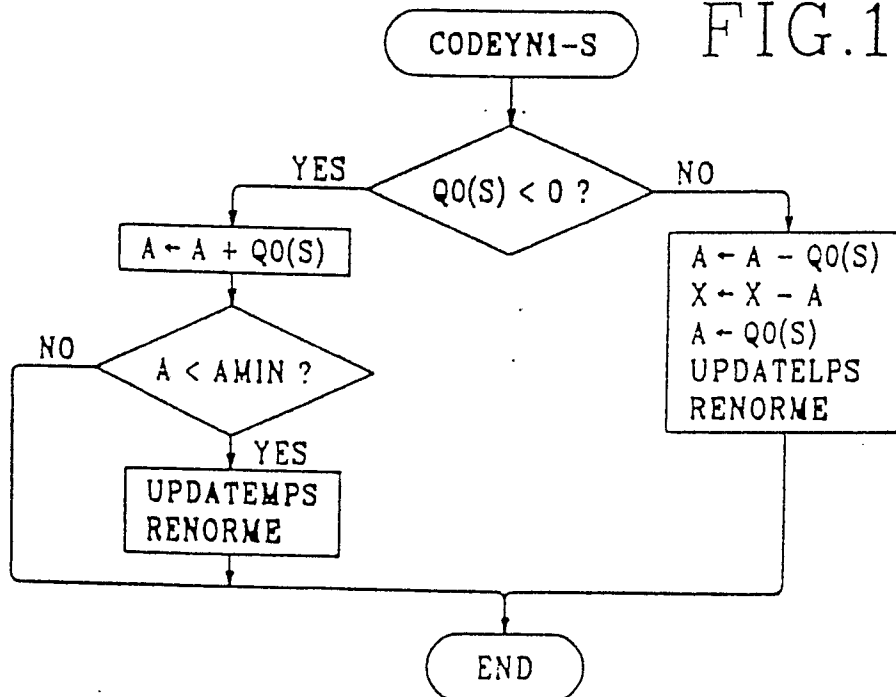 CODEYN1-S
FIG.1
Q0(S) < 0 ?
YES
NO
A ← A + Q0(S)
A ← A - Q0(S)
X ← X - A
A ← Q0(S)
UPDATELPS
RENORME
A < AMIN ?
NO
YES
UPDATEMPS
RENORME
END